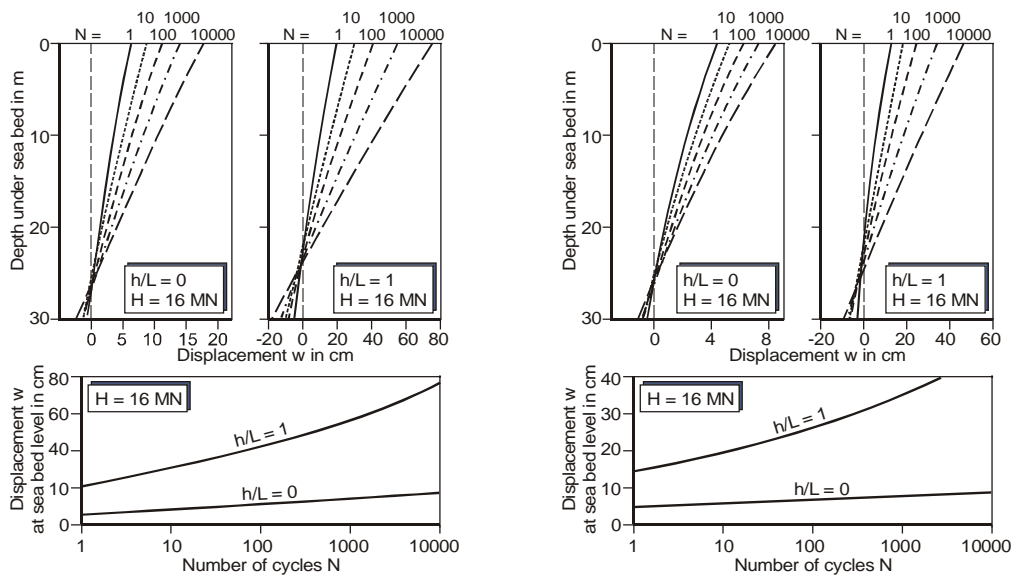 10 1000
N = 1 100 10000
10 1000
N = 1 100 10000
Depth under sea bed in m
0
10
20
30
h/L = 0
H = 16 MN
h/L = 1
H = 16 MN
0 5 10 15 20
-20 0 20 40 60 80
Displacement w in cm
10 1000
N = 1 100 10000
10 1000
N = 1 100 10000
Depth under sea bed in m
0
10
20
30
h/L = 0
H = 16 MN
h/L = 1
H = 16 MN
0 4 8
-20 0 20 40 60
Displacement w in cm
Displacement w
at sea bed level in cm
80
60
40
10
0
H = 16 MN
h/L = 1
h/L = 0
1 10 100 1000 10000
Number of cycles N
Displacement w
at sea bed level in cm
40
30
20
10
0
H = 16 MN
h/L = 1
h/L = 0
1 10 100 1000 10000
Number of cycles N